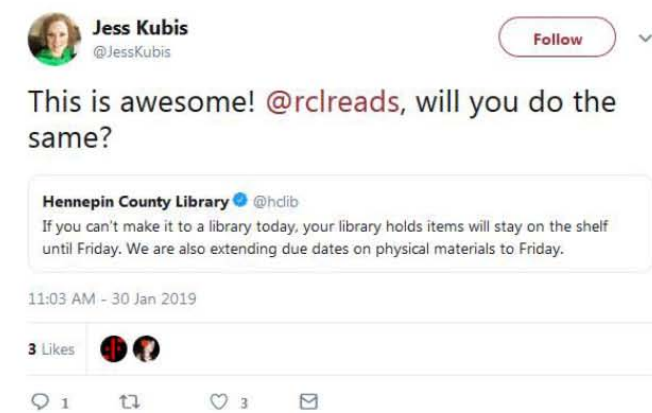 Jess Kubis
@JessKubis
Follow
This is awesome! @rclreads, will you do the
same?
Hennepin County Library @hclib
If you can't make it to a library today, your library holds items will stay on the shelf
until Friday. We are also extending due dates on physical materials to Friday.
11:03 AM - 30 Jan 2019
3 Likes
1 3